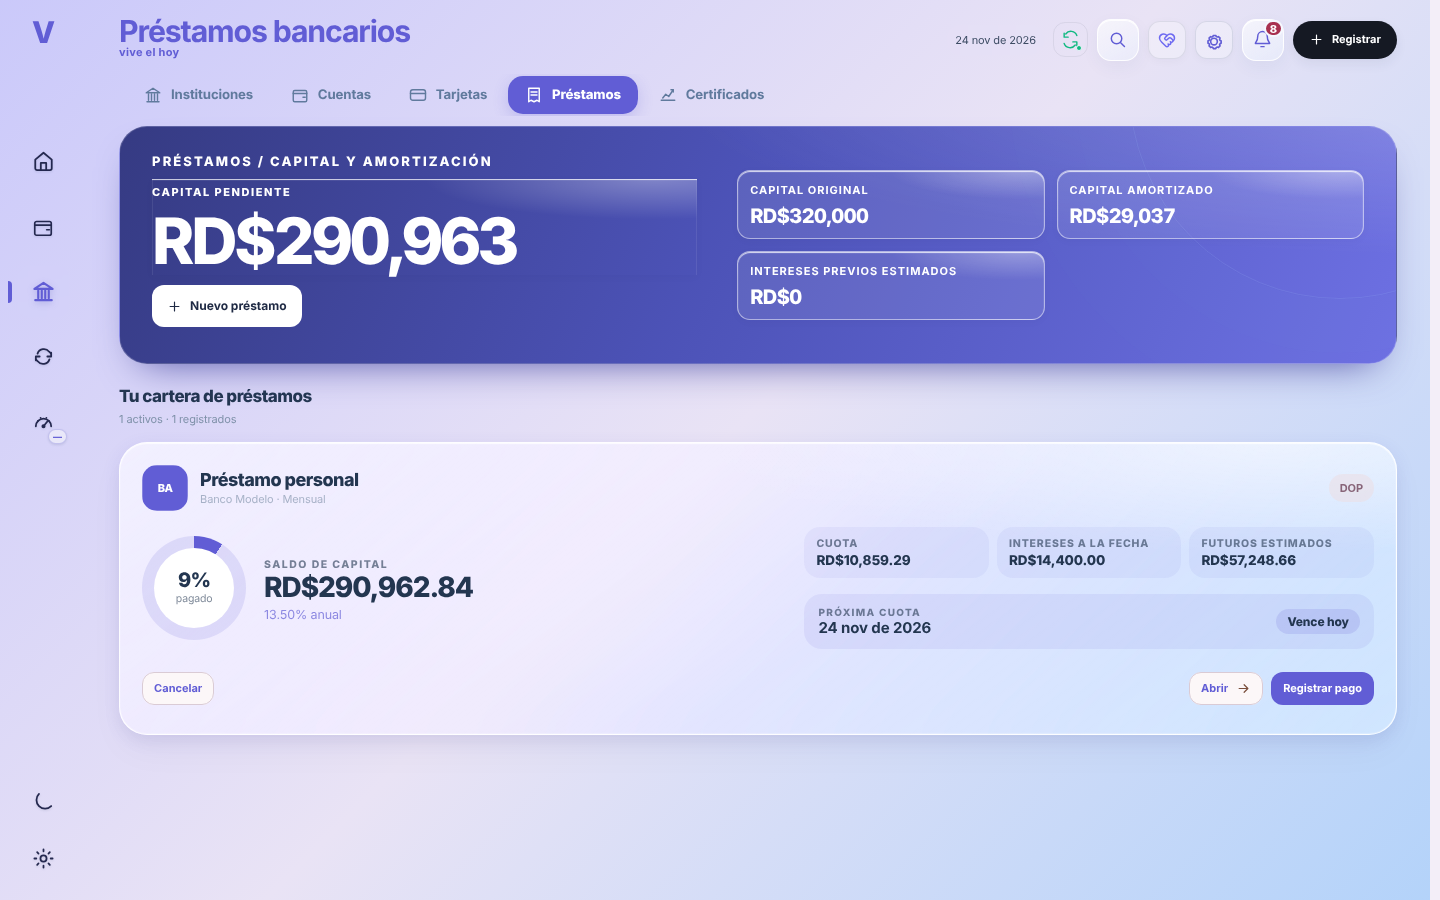 V
Préstamos bancarios
vive el hoy
24 nov de 2026
8
Registrar
Instituciones
Cuentas
Tarjetas
Préstamos
Certificados
PRÉSTAMOS / CAPITAL Y AMORTIZACIÓN
CAPITAL PENDIENTE
RD$290,963
Nuevo préstamo
CAPITAL ORIGINAL
RD$320,000
CAPITAL AMORTIZADO
RD$29,037
INTERESES PREVIOS ESTIMADOS
RD$0
Tu cartera de préstamos
1 activos · 1 registrados
BA
Préstamo personal
Banco Modelo · Mensual
DOP
9%
pagado
SALDO DE CAPITAL
RD$290,962.84
13.50% anual
CUOTA
RD$10,859.29
INTERESES A LA FECHA
RD$14,400.00
FUTUROS ESTIMADOS
RD$57,248.66
PRÓXIMA CUOTA
24 nov de 2026
Vence hoy
Cancelar
Abrir
Registrar pago